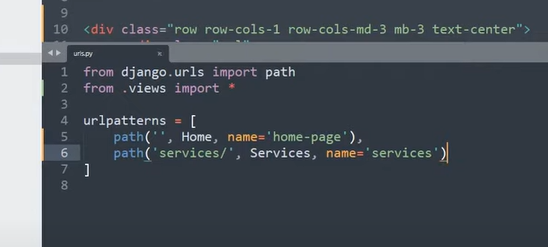 9
10 <div class="row row-cols-1 row-cols-md-3 mb-3 text-center">
urls.py ×
1 from django.urls import path
2 from .views import *
3
4 urlpatterns = [
5     path('', Home, name='home-page'),
6     path('services/', Services, name='services')
7 ]
8